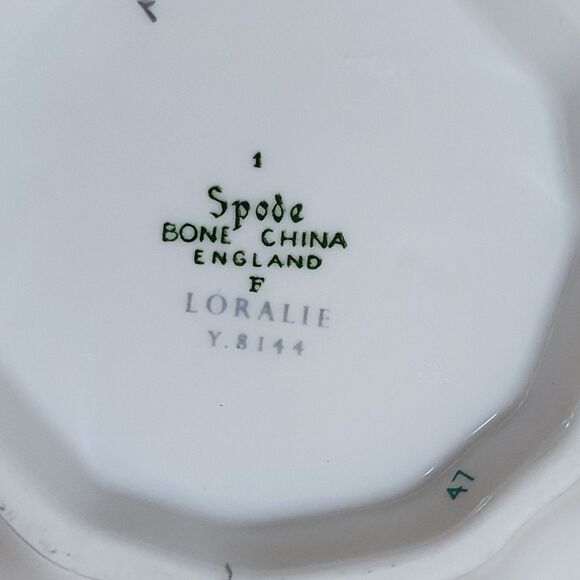 1
Spode
BONE CHINA
ENGLAND
F
LORALIE
Y.8144
47